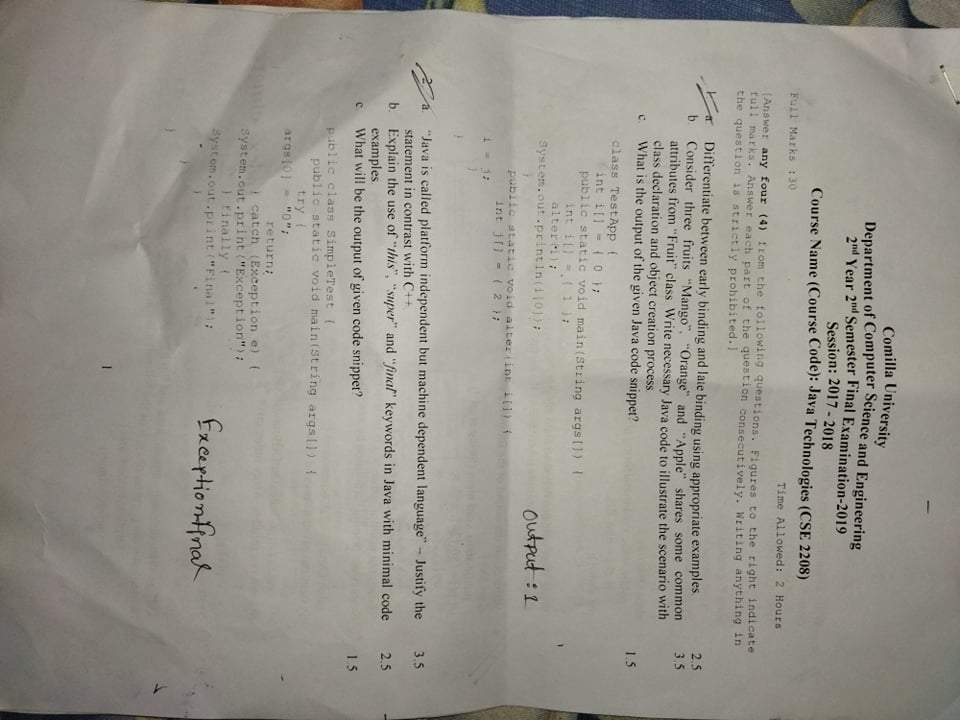 Comilla University
Department of Computer Science and Engineering
2nd Year 2nd Semester Final Examination-2019
Session: 2017 - 2018
Course Name (Course Code): Java Technologies (CSE 2208)
Full Marks :30 Time Allowed: 2 Hours
[Answer any four (4) from the following questions. Figures to the right indicate
full marks. Answer each part of the question consecutively. Writing anything in
the question is strictly prohibited.]
1. a Differentiate between early binding and late binding using appropriate examples 2.5
b. Consider three fruits "Mango", "Orange" and "Apple" shares some common 3.5
attributes from "Fruit" class Write necessary Java code to illustrate the scenario with
class declaration and object creation process
c. What is the output of the given Java code snippet? 1.5
class TestApp {
int i[] = { 0 };
public static void main(String args[]) {
int i[] = { 1 };
alter(i);
System.out.println(i[0]);
}
public static void alter(int i[]) {
int j[] = { 2 };
i = j;
}
}
Output : 1
2. a "Java is called platform independent but machine dependent language" – Justify the 3.5
statement in contrast with C++.
b. Explain the use of "this", "super" and "final" keywords in Java with minimal code 2.5
examples
c What will be the output of given code snippet? 1.5
public class SimpleTest {
public static void main(String args[]) {
try {
args[0] = "0";
return;
} catch (Exception e) {
System.out.print("Exception");
} finally {
System.out.print("Final");
}
}
}
ExceptionFinal
1